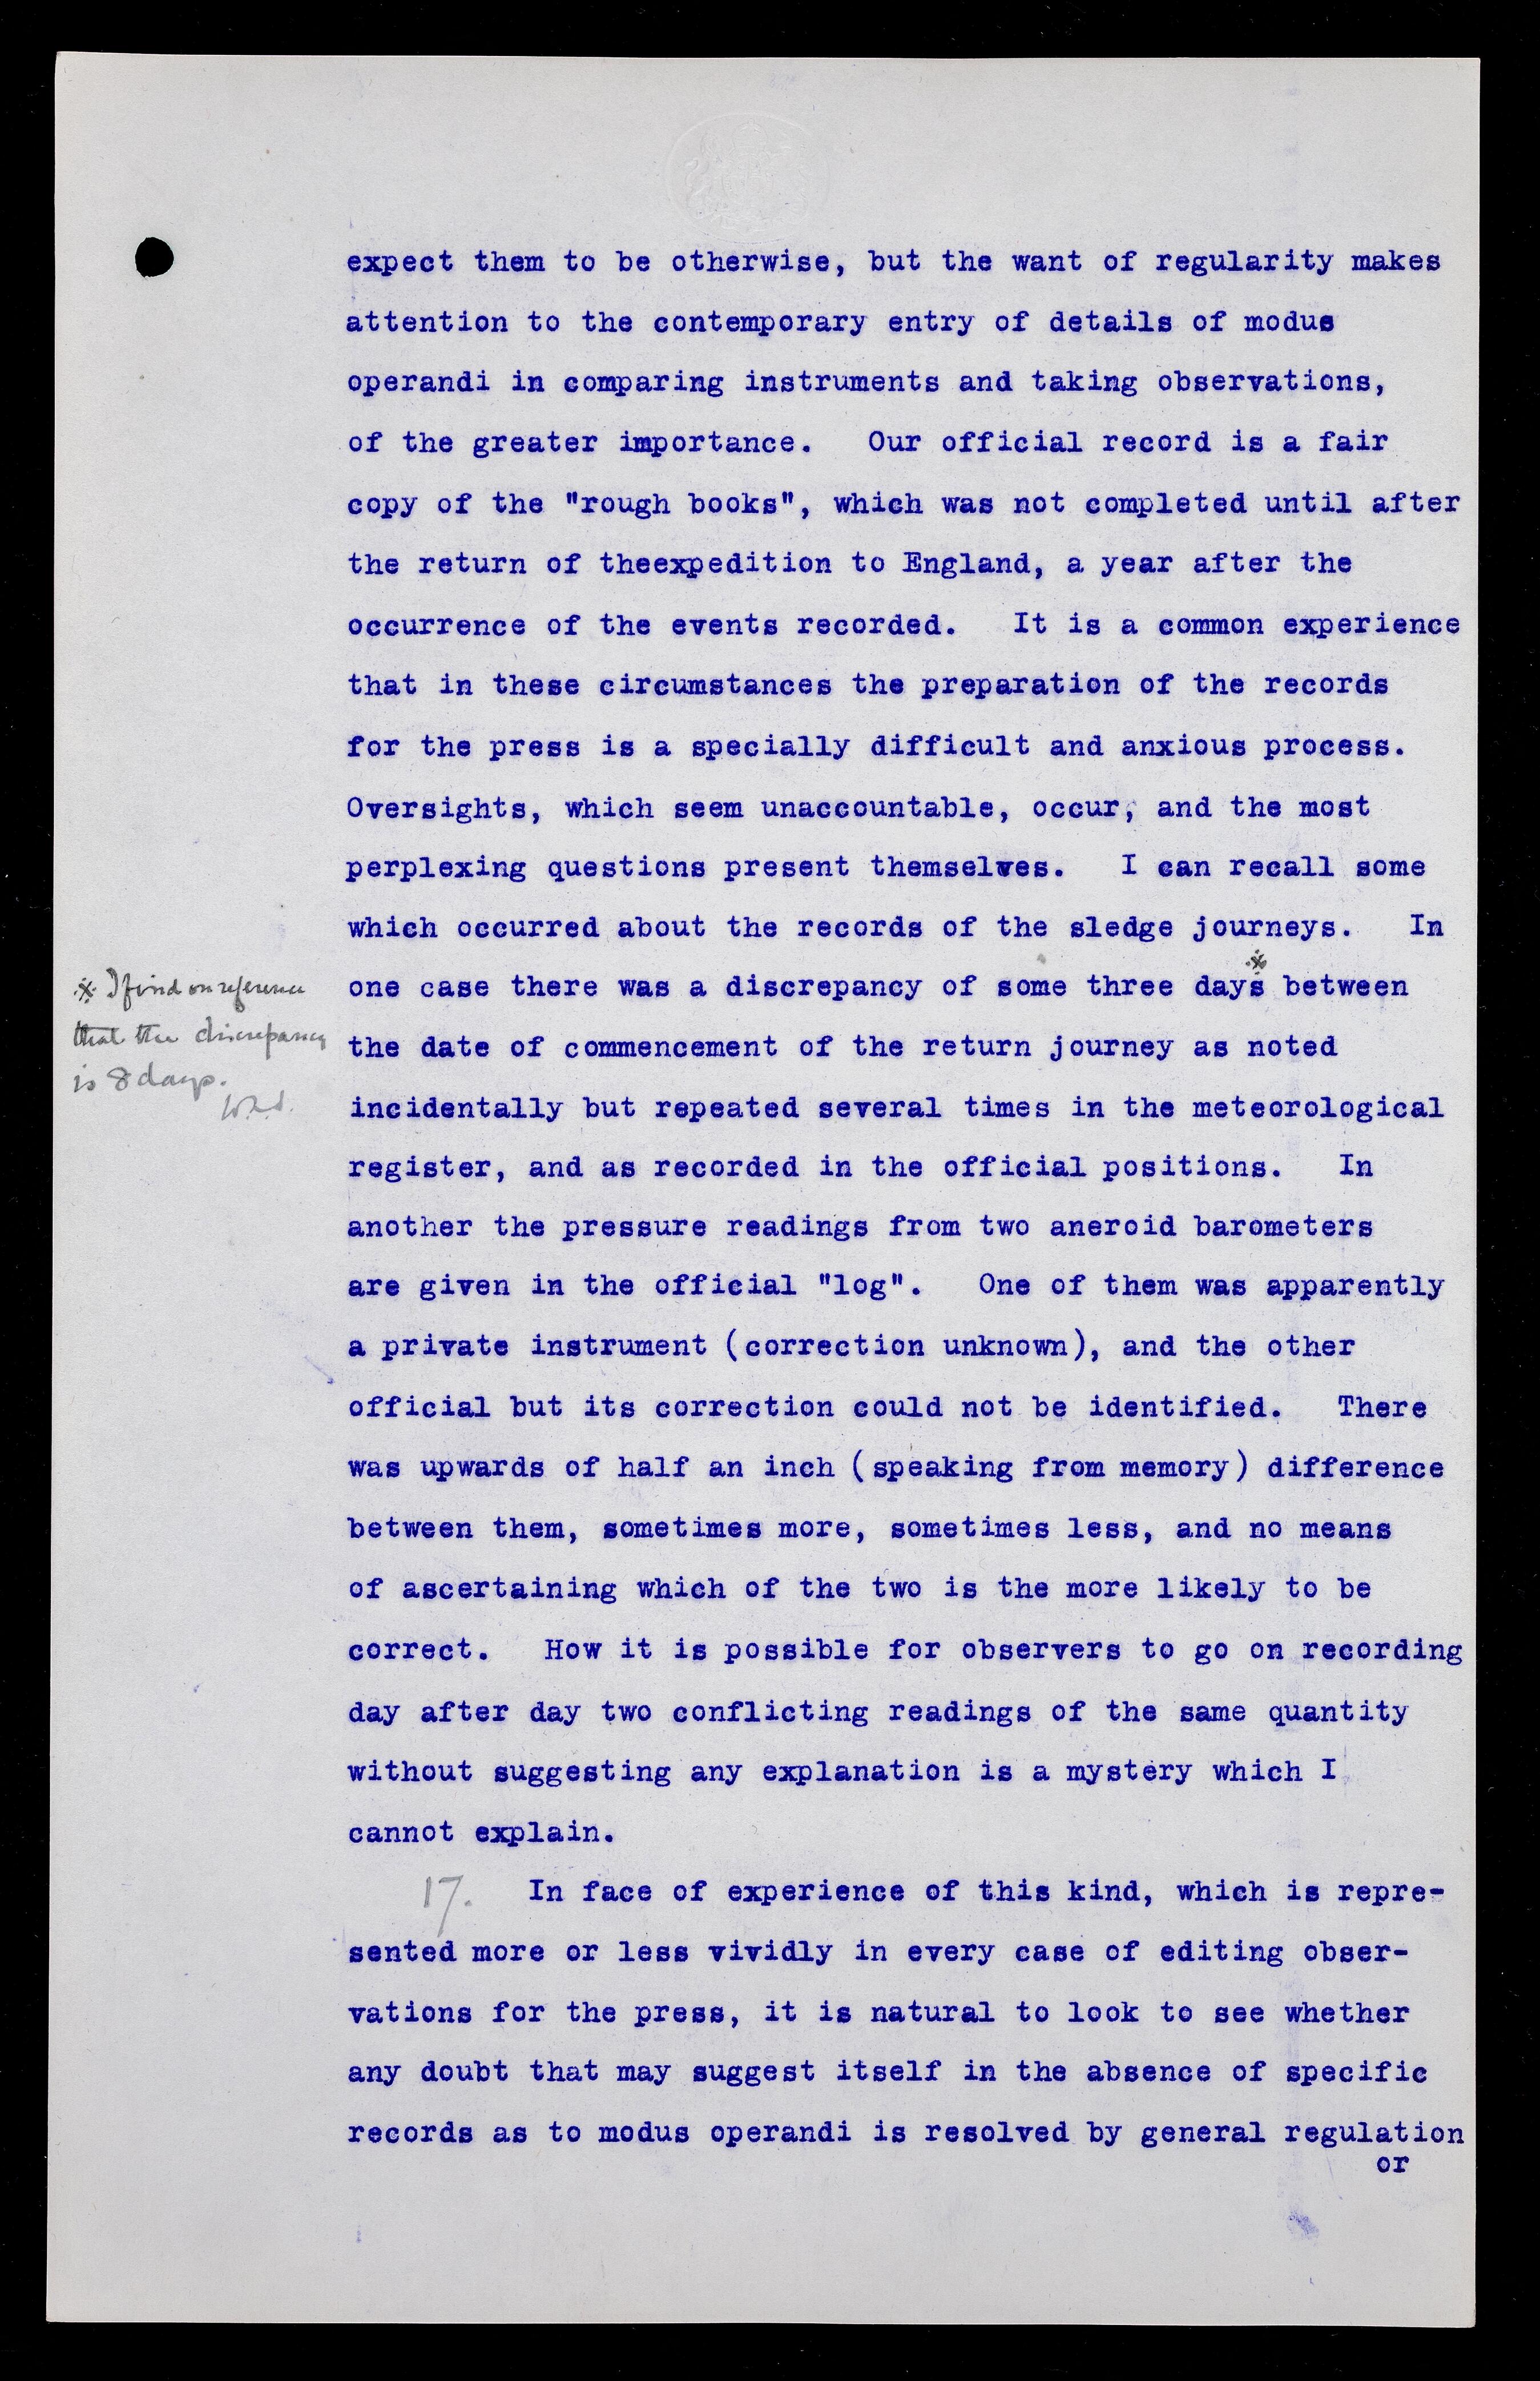 expect them to be otherwise, but the want of regularity makes
attention to the contemporary entry of details of modus
operandi in comparing instruments and taking observations,
of the greater importance. Our official record is a fair
copy of the "rough books", which was not completed until after
the return of theexpedition to England, a year after the
occurrence of the events recorded. It is a common experience
that in these circumstances the preparation of the records
for the press is a specially difficult and anxious process.
Oversights, which seem unaccountable, occur, and the most
perplexing questions present themselves. I can recall some
which occurred about the records of the sledge journeys. In
one case there was a discrepancy of some three days※ between
the date of commencement of the return journey as noted
incidentally but repeated several times in the meteorological
register, and as recorded in the official positions. In
another the pressure readings from two aneroid barometers
are given in the official "log". One of them was apparently
a private instrument (correction unknown), and the other
official but its correction could not be identified. There
was upwards of half an inch (speaking from memory) difference
between them, sometimes more, sometimes less, and no means
of ascertaining which of the two is the more likely to be
correct. How it is possible for observers to go on recording
day after day two conflicting readings of the same quantity
without suggesting any explanation is a mystery which I
cannot explain.
17. In face of experience of this kind, which is repre-
sented more or less vividly in every case of editing obser-
vations for the press, it is natural to look to see whether
any doubt that may suggest itself in the absence of specific
records as to modus operandi is resolved by general regulation
or
※ I find on reference
that the discrepancy
is 8 days.